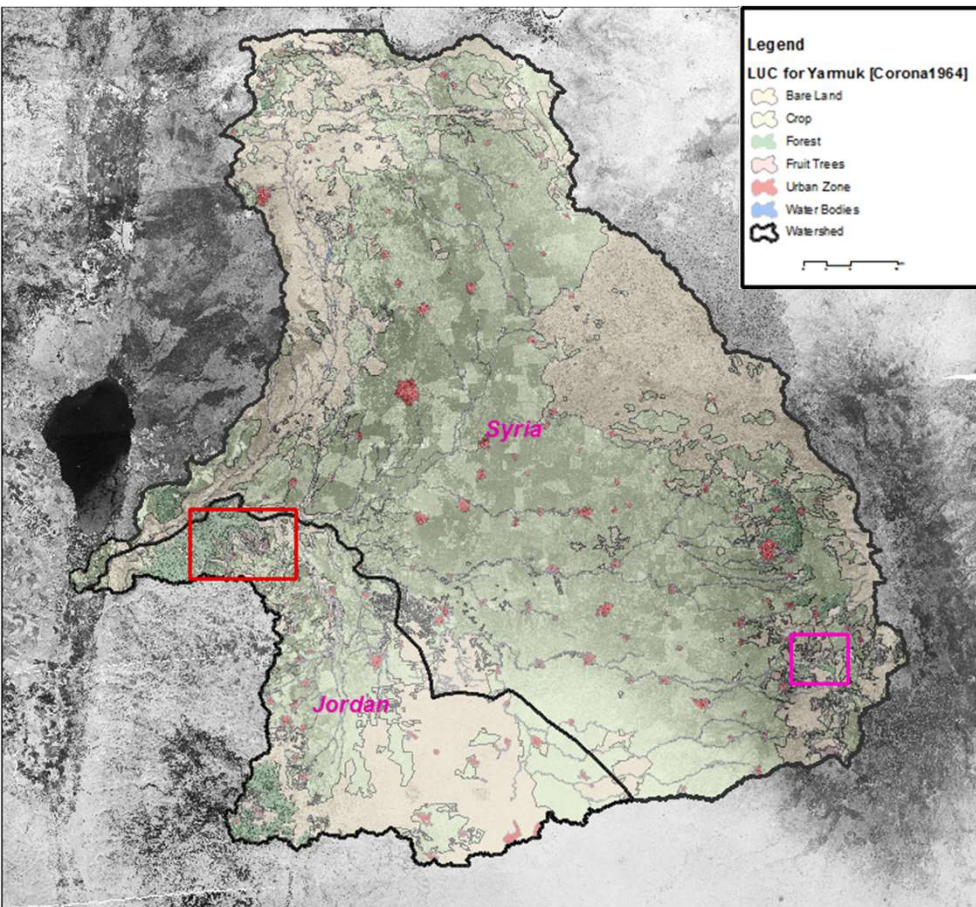 Legend
LUC for Yarmuk [Corona1964]
Bare Land
Crop
Forest
Fruit Trees
Urban Zone
Water Bodies
Watershed
Syria
Jordan